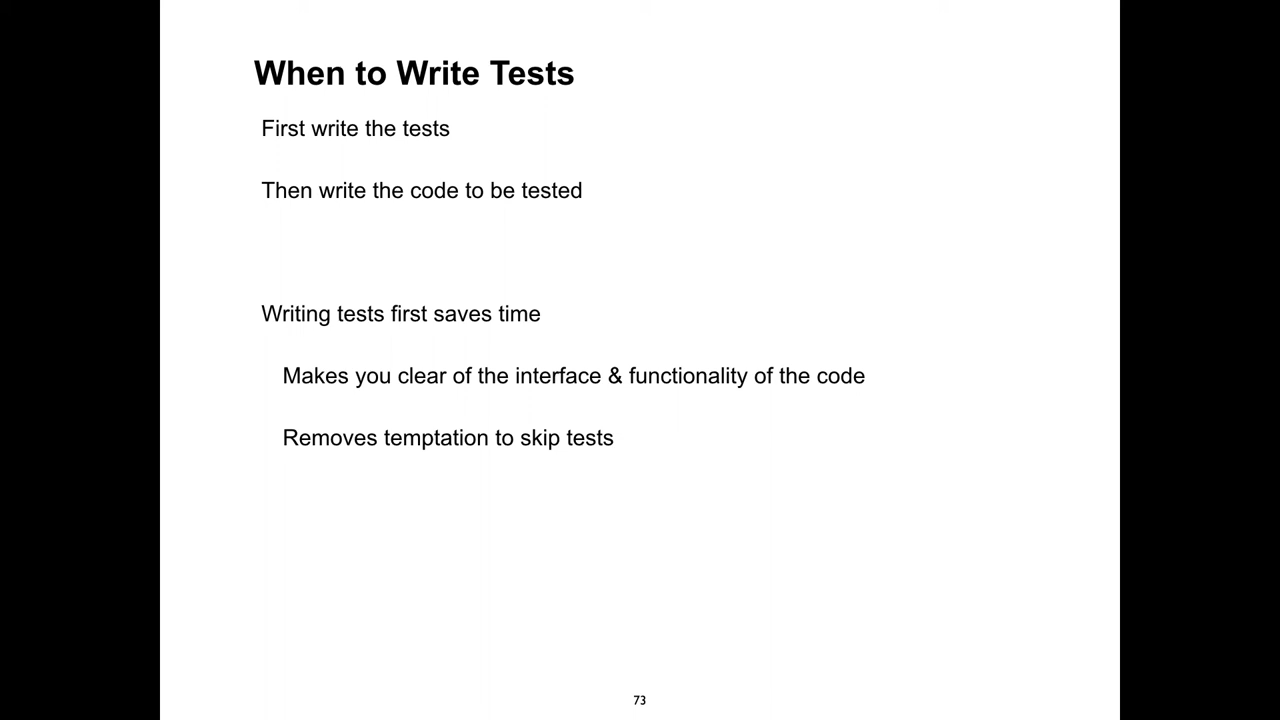 When to Write Tests
First write the tests
Then write the code to be tested
Writing tests first saves time
Makes you clear of the interface & functionality of the code
Removes temptation to skip tests
73